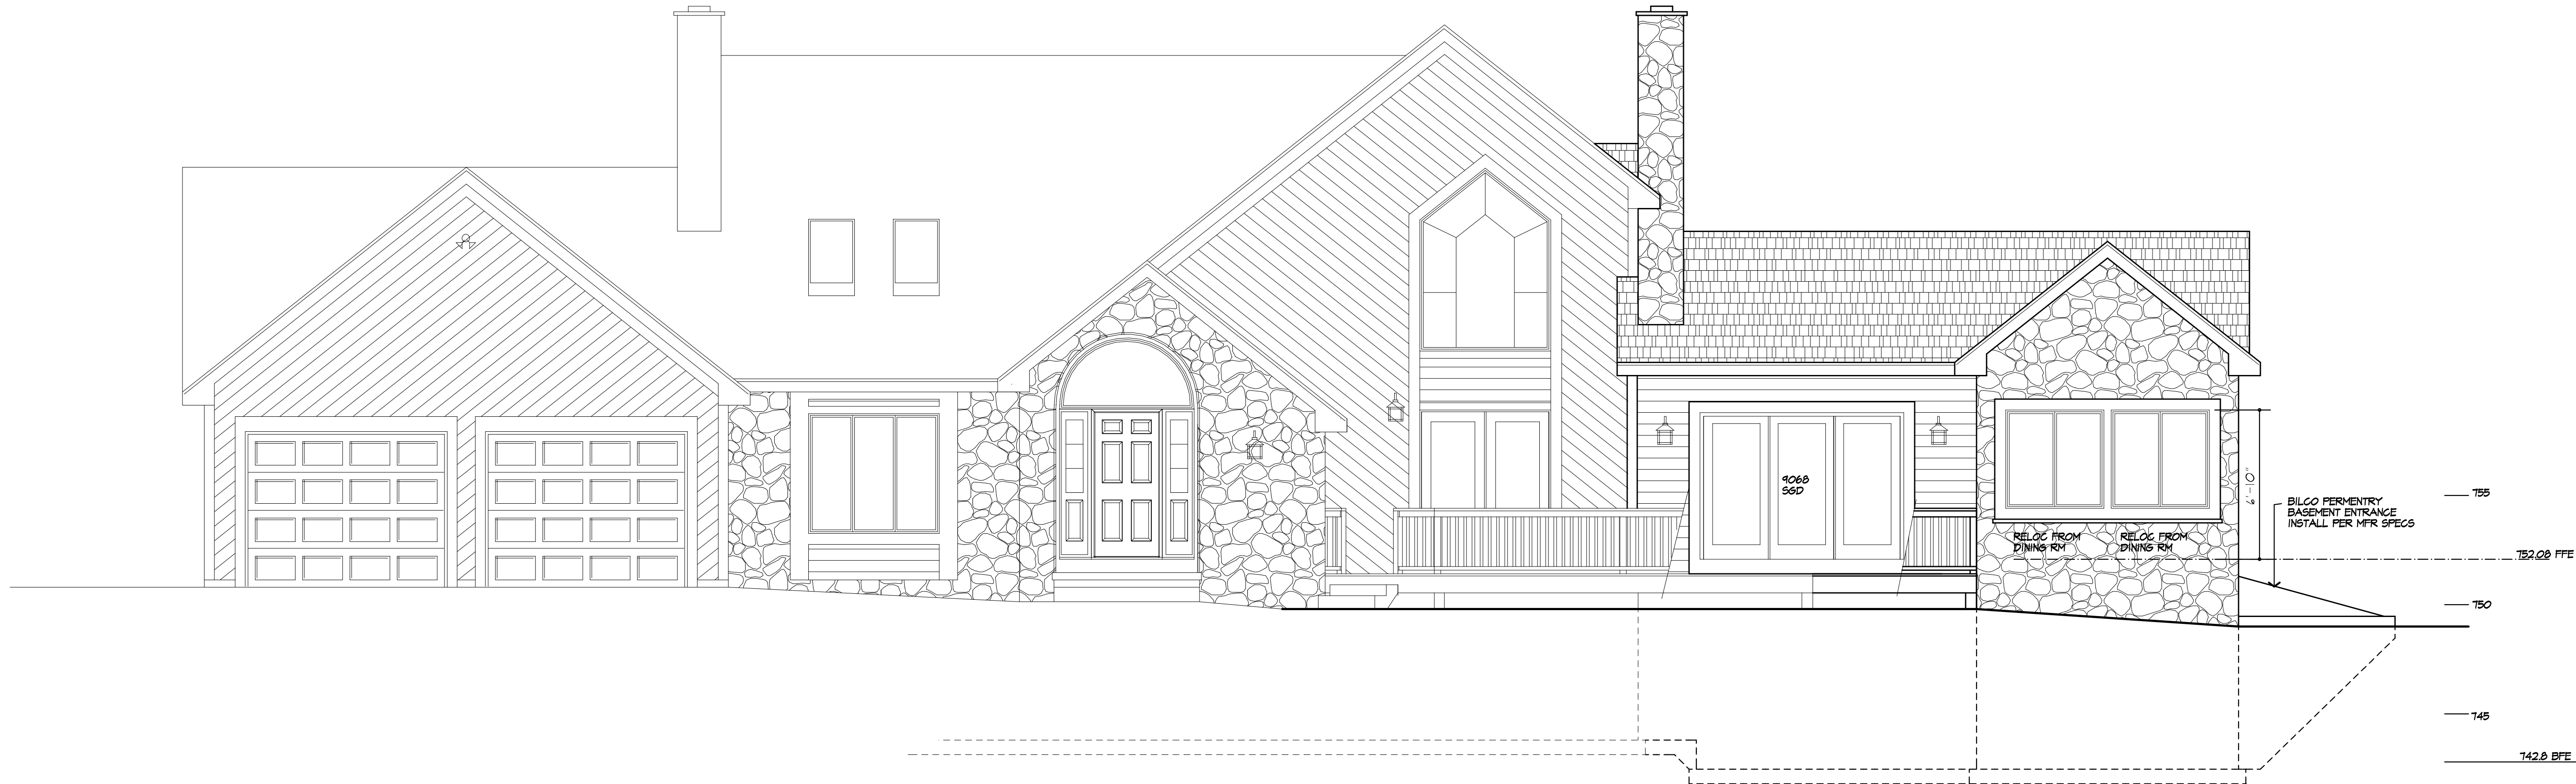 9068
SGD
6'-10"
BILCO PERMENTRY
BASEMENT ENTRANCE
INSTALL PER MFR SPECS
RELOC FROM
DINING RM
RELOC FROM
DINING RM
755
752.08 FFE
750
745
742.8 BFE